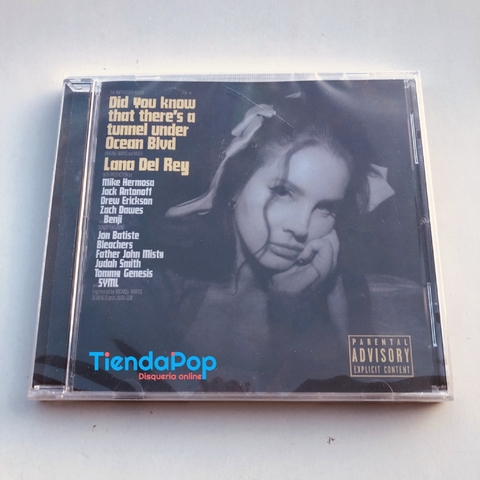 Did you know
that there's a
tunnel under
Ocean Blvd
Lana Del Rey
Mike Hermosa
Jack Antonoff
Drew Erickson
Zach Dawes
Benji
Jon Batiste
Bleachers
Father John Misty
Judah Smith
Tommy Genesis
SYML
PARENTAL
ADVISORY
EXPLICIT CONTENT
TiendaPop
Disquería online